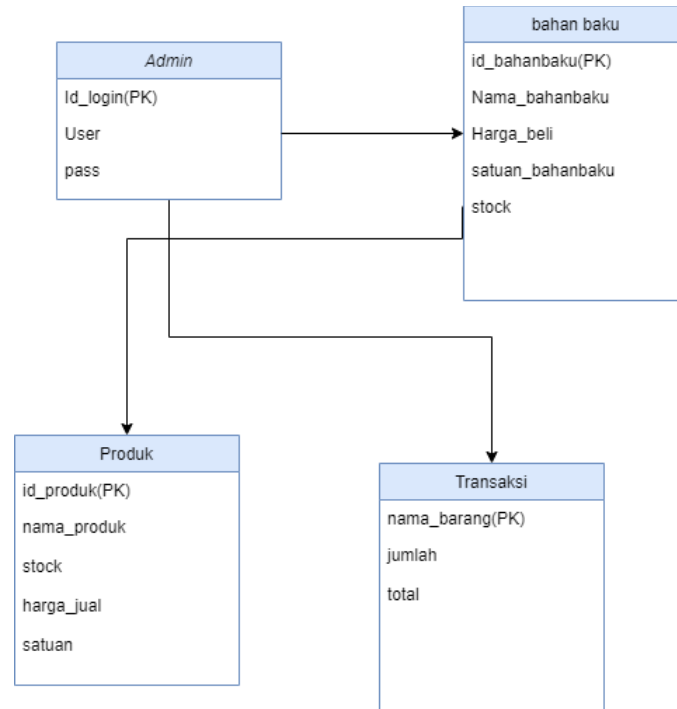 Admin
Id_login(PK)
User
pass
bahan baku
id_bahanbaku(PK)
Nama_bahanbaku
Harga_beli
satuan_bahanbaku
stock
Produk
id_produk(PK)
nama_produk
stock
harga_jual
satuan
Transaksi
nama_barang(PK)
jumlah
total